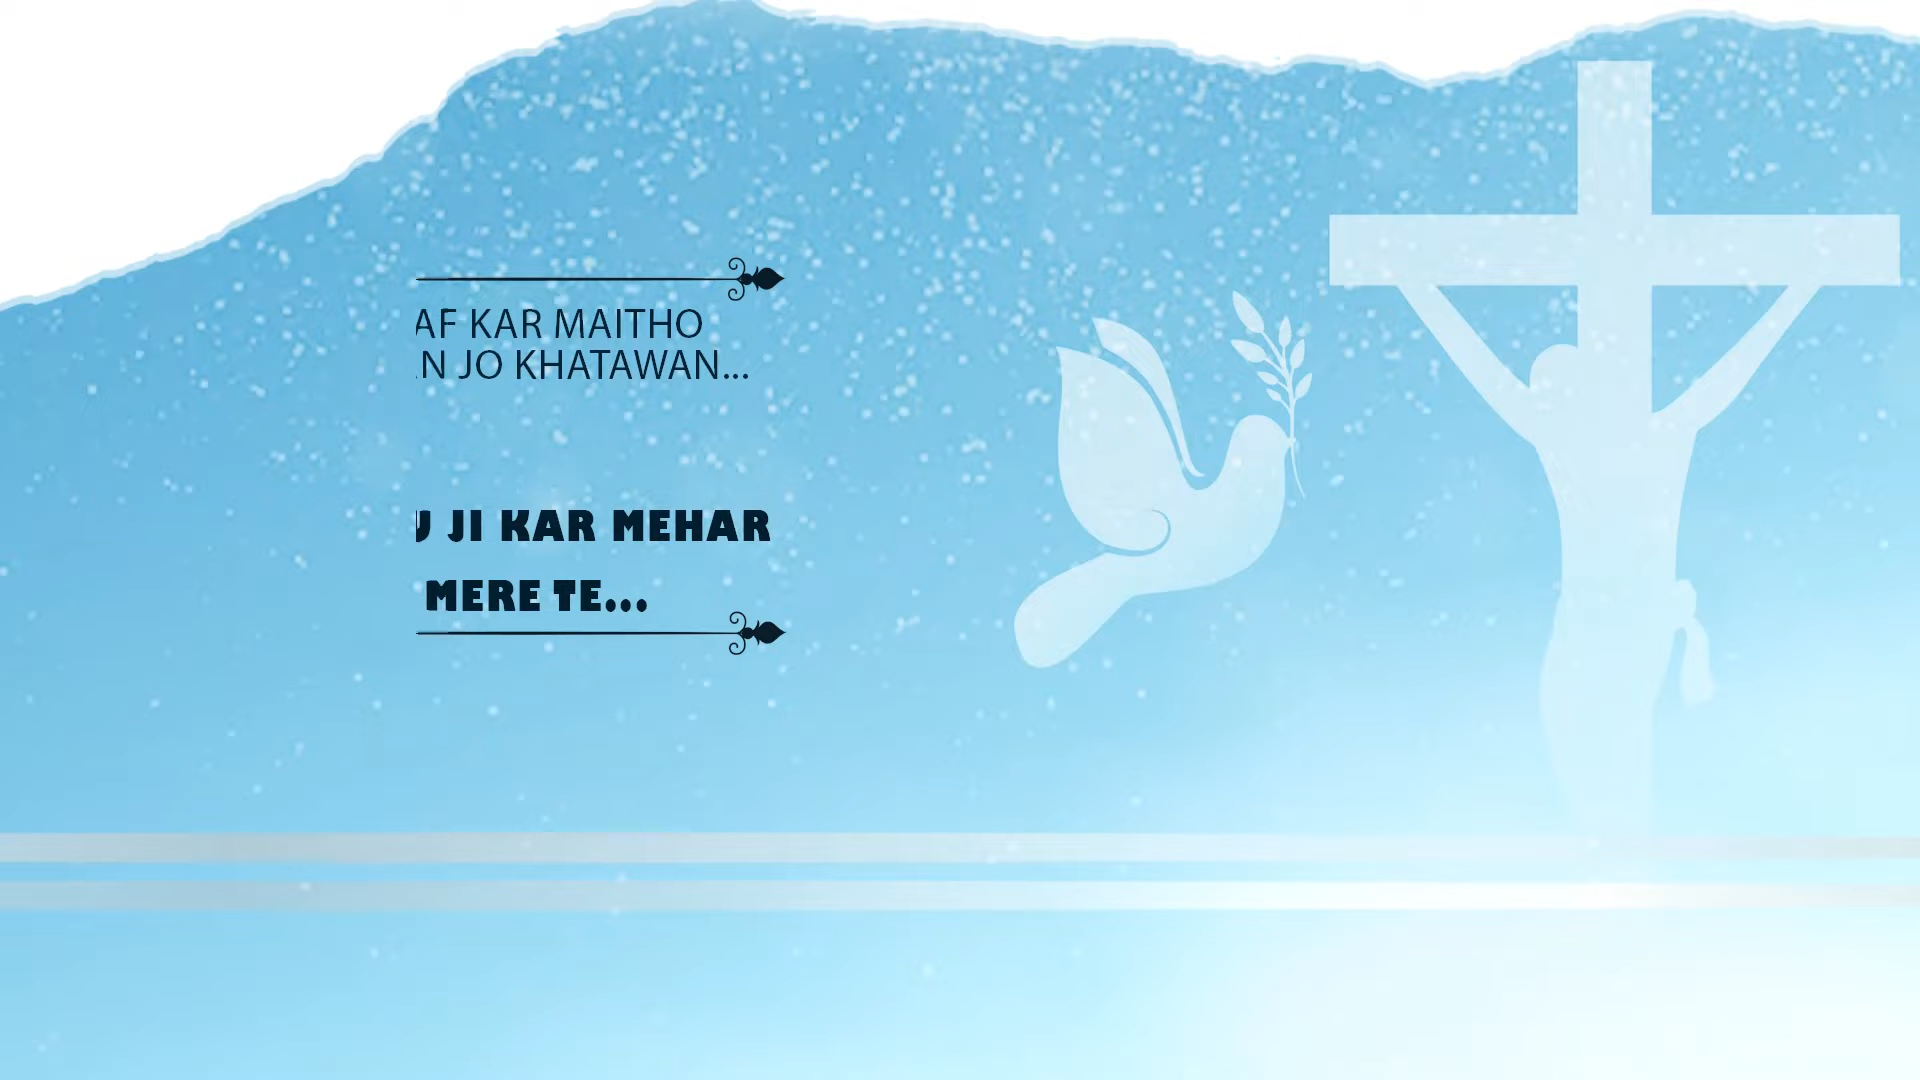 AF KAR MAITHO
N JO KHATAWAN...
JI KAR MEHAR
MERE TE...